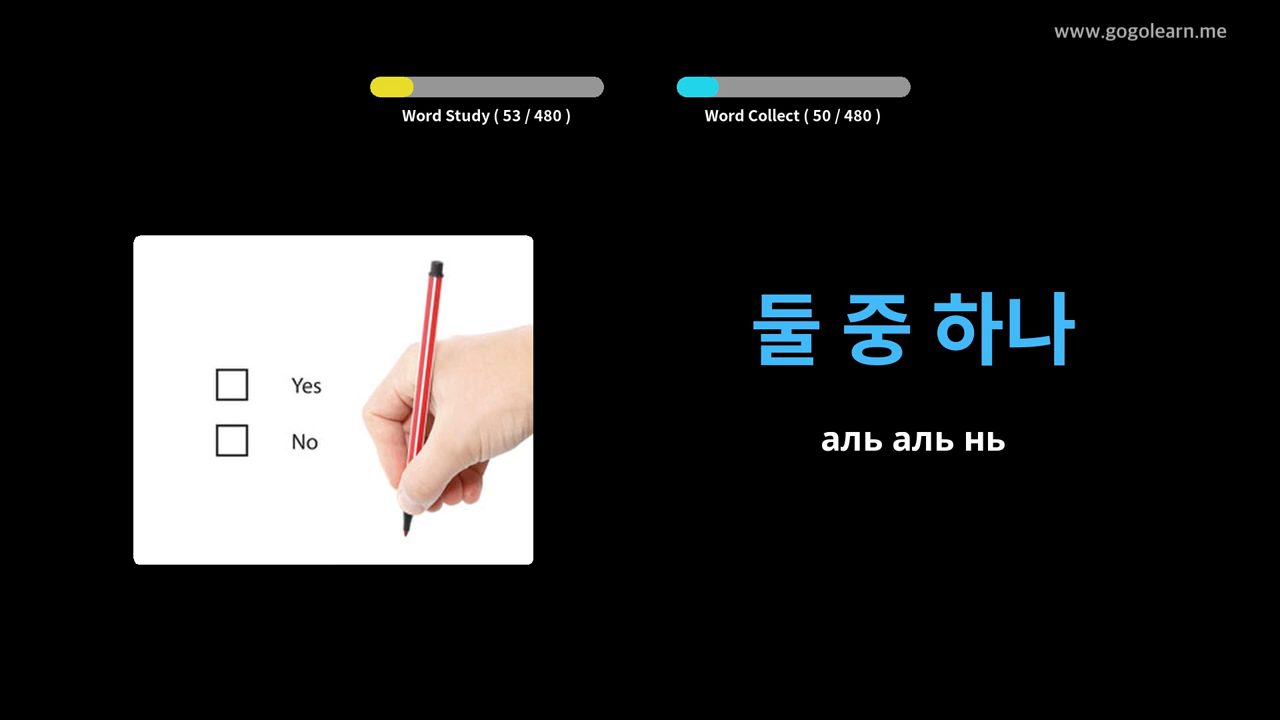 www.gogolearn.me
Word Study ( 53 / 480 )
Word Collect ( 50 / 480 )
Yes
No
둘 중 하나
аль аль нь